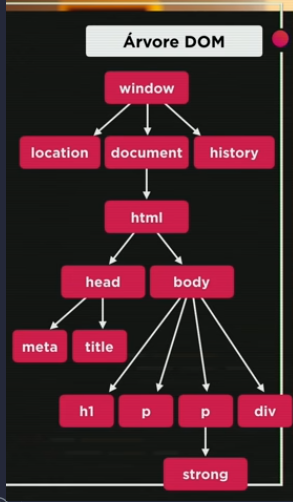 Árvore DOM
window
location document history
html
head body
meta title
h1 p p div
strong